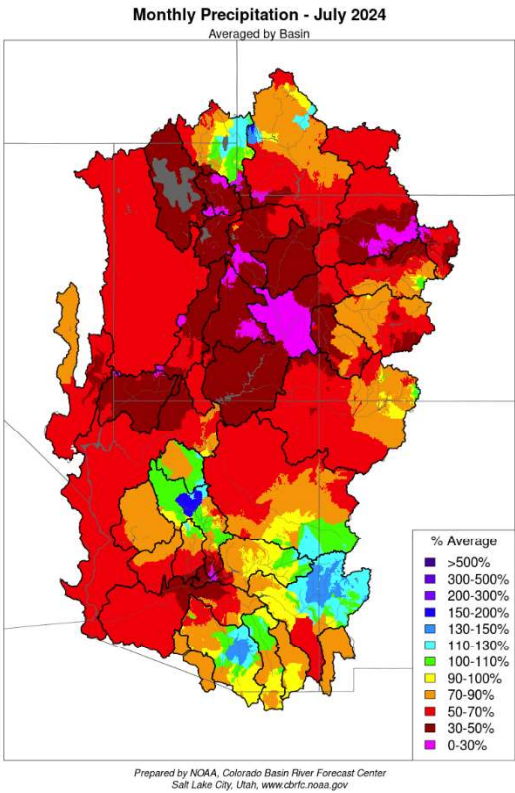 Monthly Precipitation - July 2024
Averaged by Basin
% Average
>500%
300-500%
200-300%
150-200%
130-150%
110-130%
100-110%
90-100%
70-90%
50-70%
30-50%
0-30%
Prepared by NOAA, Colorado Basin River Forecast Center
Salt Lake City, Utah, www.cbrfc.noaa.gov